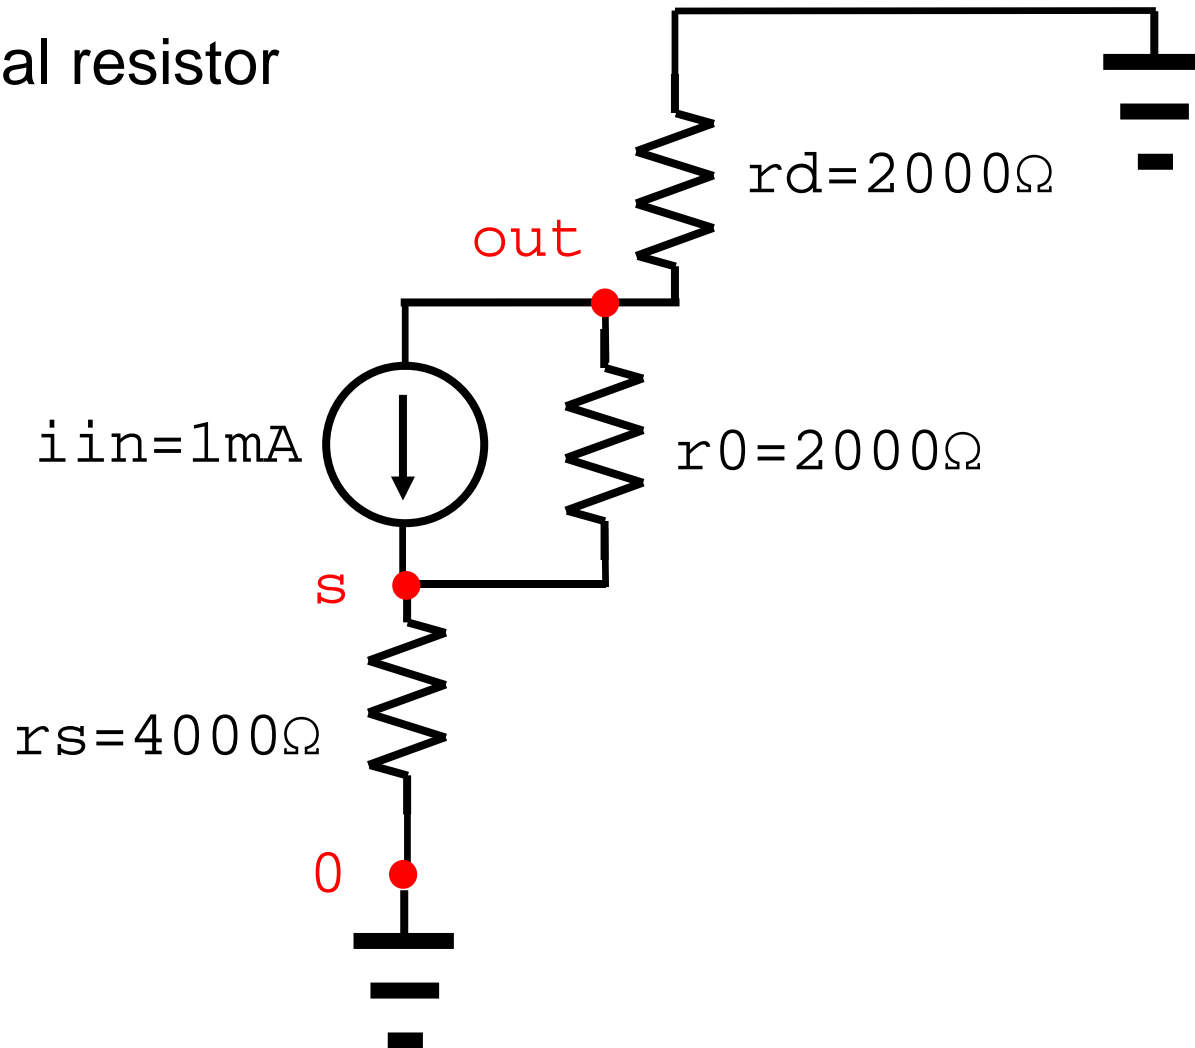 al resistor
rd=2000Ω
out
iin=1mA
r0=2000Ω
s
rs=4000Ω
0